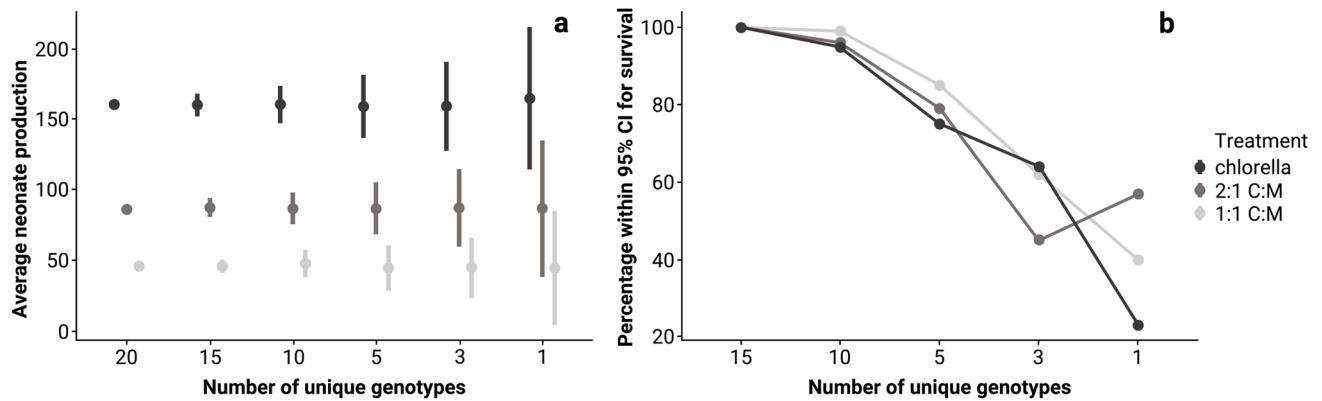 a
Average neonate production
200
150
100
50
0
20 15 10 5 3 1
Number of unique genotypes
b
Percentage within 95% CI for survival
100
80
60
40
20
15 10 5 3 1
Number of unique genotypes
Treatment
chlorella
2:1 C:M
1:1 C:M